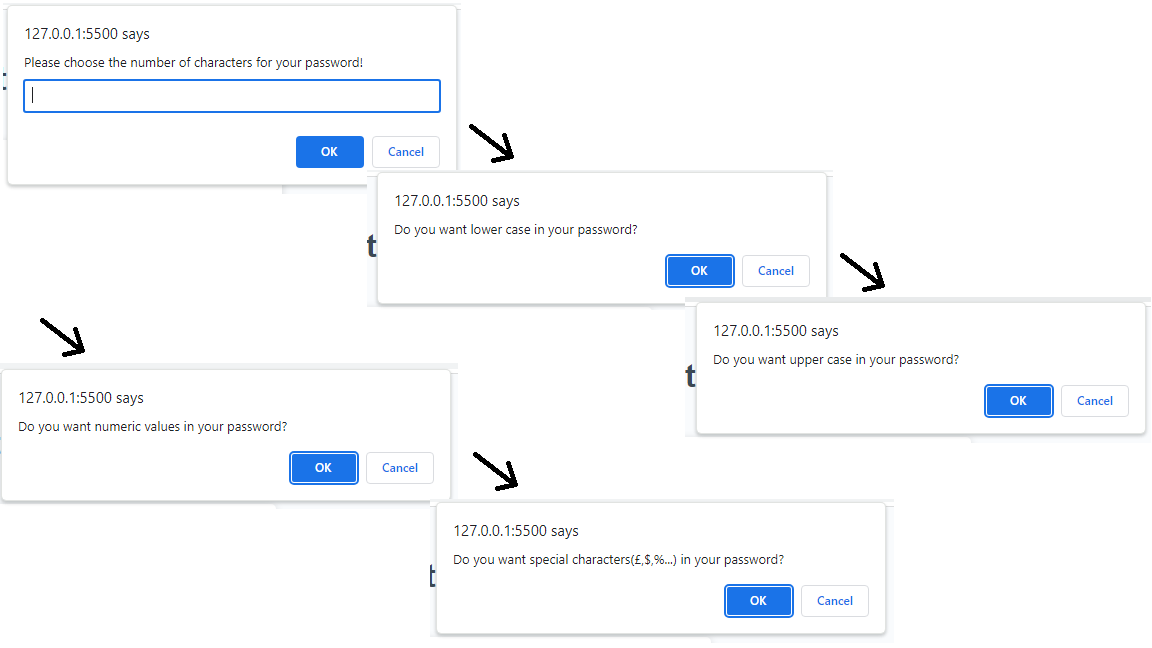 127.0.0.1:5500 says
Please choose the number of characters for your password!
OK Cancel
127.0.0.1:5500 says
Do you want lower case in your password?
OK Cancel
127.0.0.1:5500 says
Do you want upper case in your password?
OK Cancel
127.0.0.1:5500 says
Do you want numeric values in your password?
OK Cancel
127.0.0.1:5500 says
Do you want special characters(£,$,%...) in your password?
OK Cancel